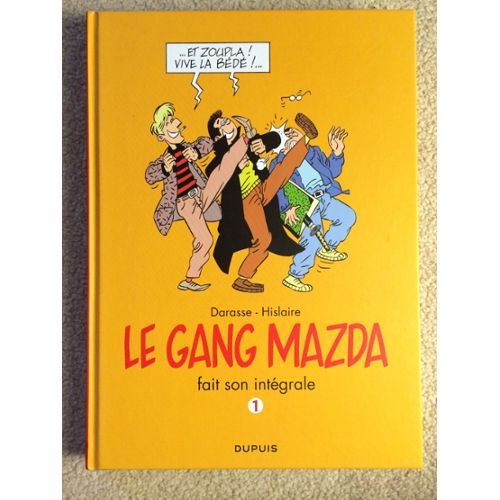 ...ET ZOUPLA !
VIVE LA BÉDÉ !...
Darasse - Hislaire
LE GANG MAZDA
fait son intégrale
1
DUPUIS